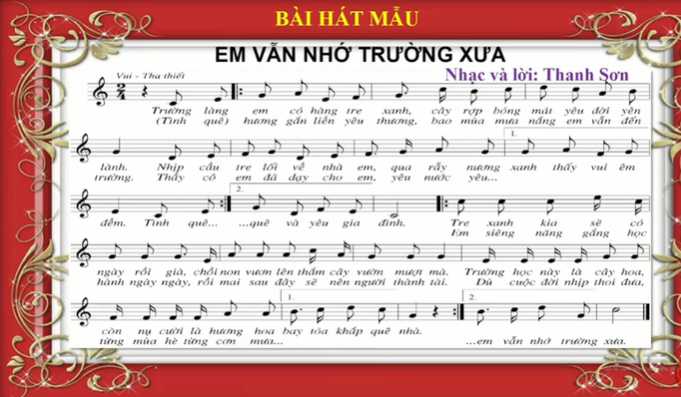 BÀI HÁT MẪU
EM VẪN NHỚ TRƯỜNG XƯA
Vui - Tha thiết
Nhạc và lời: Thanh Sơn
Trường làng em có hàng tre xanh, cây rợp bóng mát yêu đời yên
(Tình quê) hương gắn liền yêu thương, bao mùa mưa nắng em vẫn đến
1.
lành. Nhịp cầu tre lối về nhà em, qua rẫy nương xanh thấy vui êm
trường. Thầy cô em đã dạy cho em, yêu nước yêu...
2.
đềm. Tình quê... ...quê và yêu gia đình. Tre xanh kia sẽ có
Em siêng năng gắng học
ngày rồi già, chồi non vươn lên thắm cây vườn mượt mà. Trường học này là cây hoa,
hành ngày ngày, rồi mai sau đây sẽ nên người thành tài. Dù cuộc đời nhịp thoi đưa,
1. 2.
còn nụ cười là hương hoa bay tỏa khắp quê nhà.
từng mùa hè từng cơn mưa... ...em vẫn nhớ trường xưa.